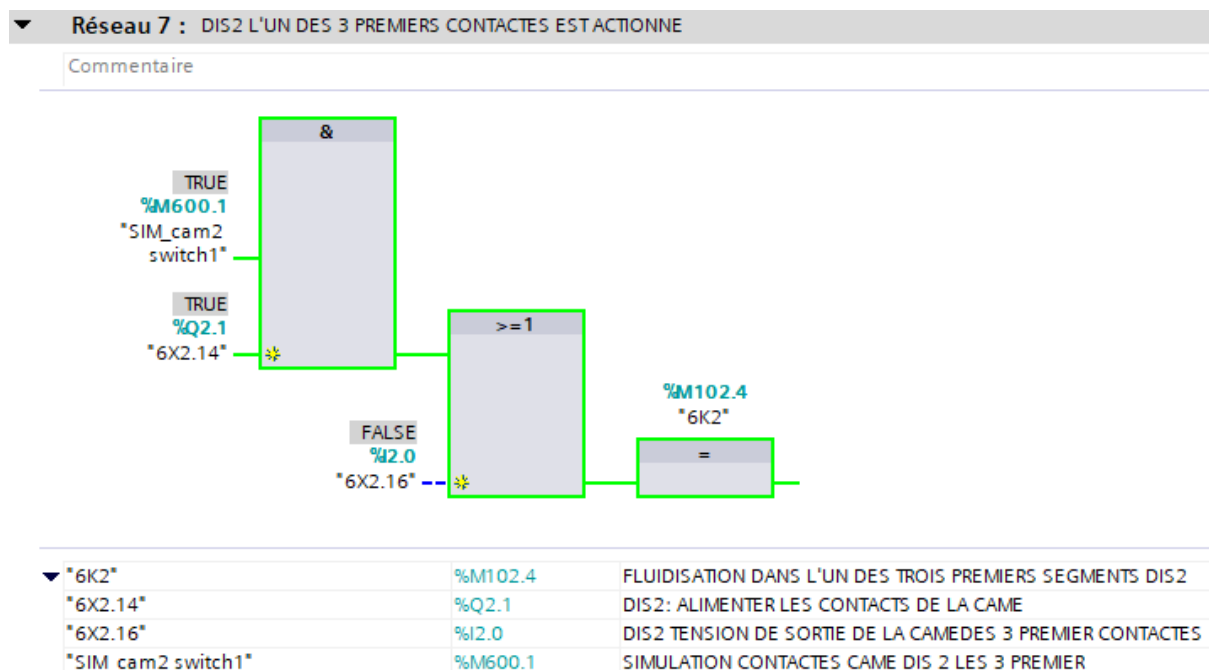 Réseau 7 : DIS2 L'UN DES 3 PREMIERS CONTACTES EST ACTIONNE
Commentaire
&
TRUE
%M600.1
"SIM_cam2
switch1"
TRUE
%Q2.1
"6X2.14"
>=1
FALSE
%I2.0
"6X2.16"
%M102.4
"6K2"
=
"6K2" %M102.4 FLUIDISATION DANS L'UN DES TROIS PREMIERS SEGMENTS DIS2
"6X2.14" %Q2.1 DIS2: ALIMENTER LES CONTACTS DE LA CAME
"6X2.16" %I2.0 DIS2 TENSION DE SORTIE DE LA CAMEDES 3 PREMIER CONTACTES
"SIM_cam2 switch1" %M600.1 SIMULATION CONTACTES CAME DIS 2 LES 3 PREMIER